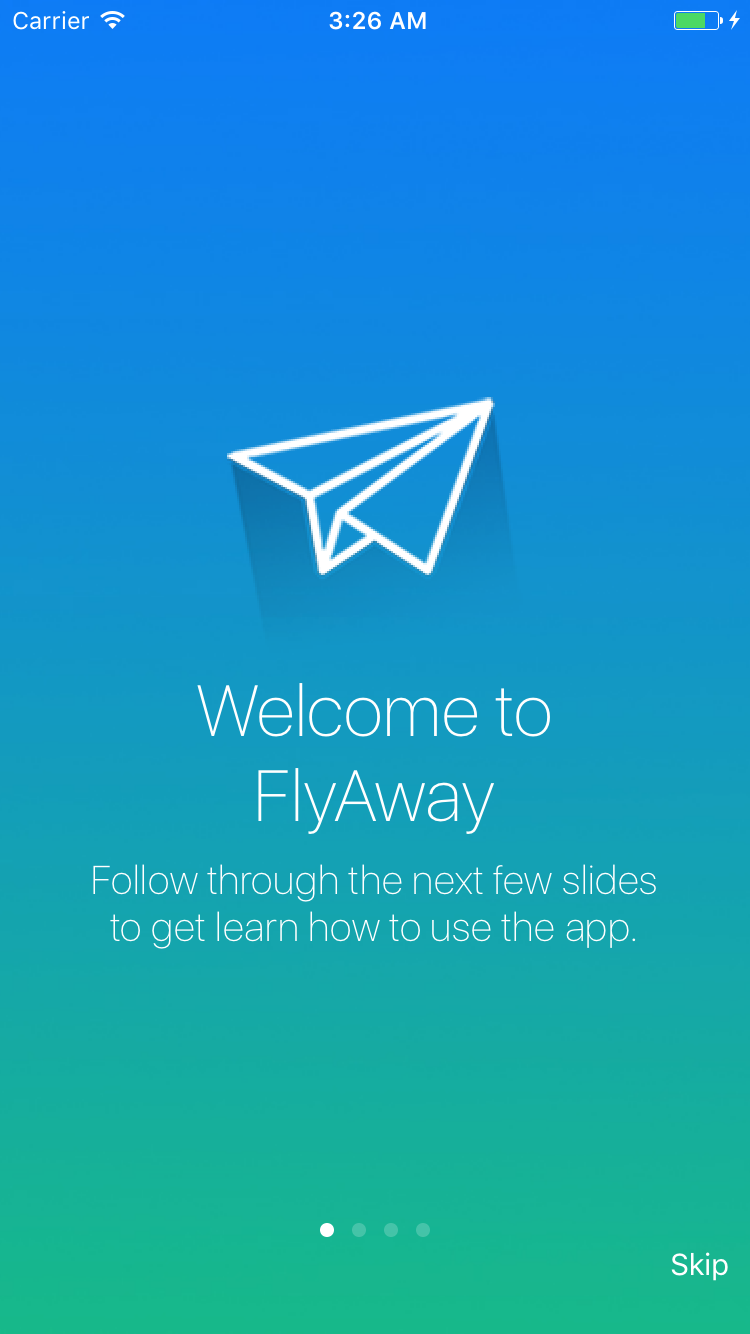 Carrier 3:26 AM
Welcome to
FlyAway
Follow through the next few slides
to get learn how to use the app.
Skip